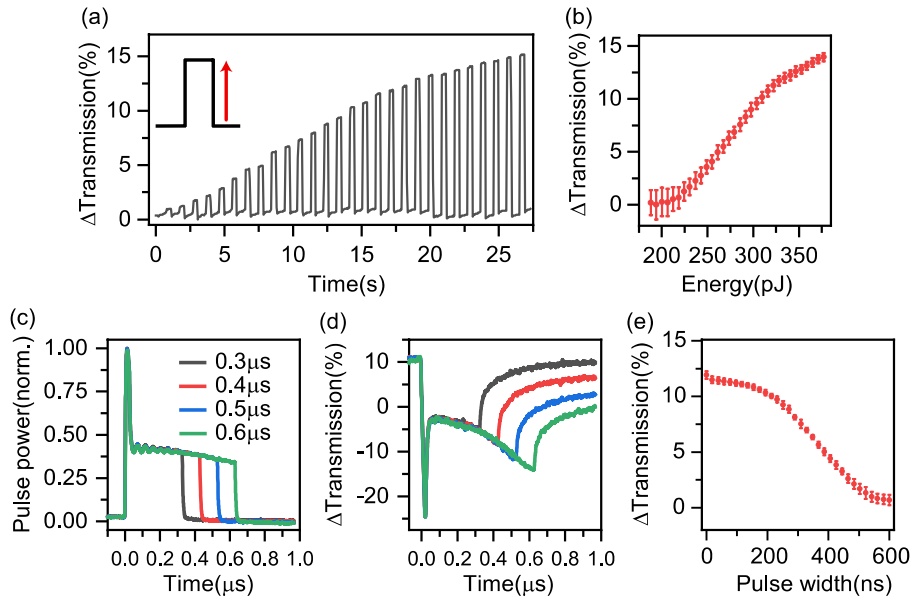 (a)
ΔTransmission(%)
15
10
5
0
0 5 10 15 20 25
Time(s)
(b)
ΔTransmission(%)
15
10
5
0
200 250 300 350
Energy(pJ)
(c)
Pulse power(norm.)
1.00
0.75
0.50
0.25
0.00
0.3μs
0.4μs
0.5μs
0.6μs
0.0 0.2 0.4 0.6 0.8 1.0
Time(μs)
(d)
ΔTransmission(%)
10
0
-10
-20
0.0 0.2 0.4 0.6 0.8 1.0
Time(μs)
(e)
ΔTransmission(%)
15
10
5
0
0 200 400 600
Pulse width(ns)